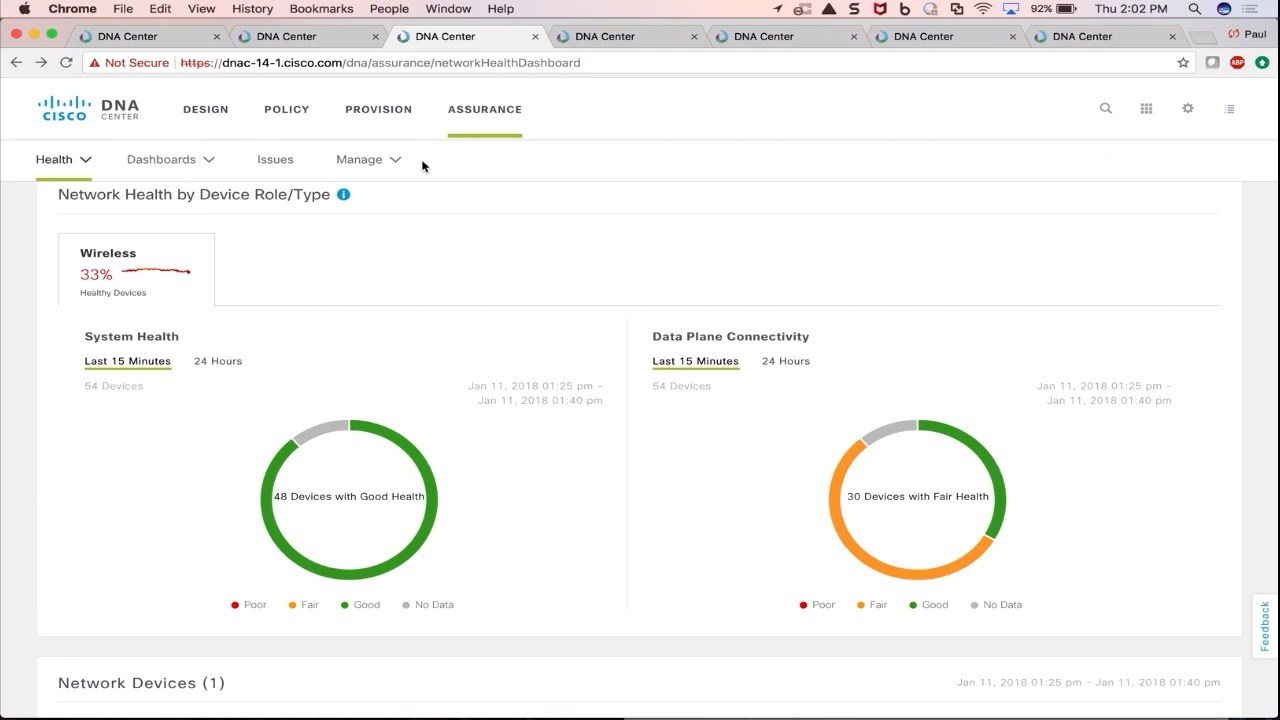 Chrome File Edit View History Bookmarks People Window Help 92% Thu 2:02 PM
DNA Center DNA Center DNA Center DNA Center DNA Center DNA Center DNA Center Paul
Not Secure https://dnac-14-1.cisco.com/dna/assurance/networkHealthDashboard ABP
CISCO DNA CENTER DESIGN POLICY PROVISION ASSURANCE
Health Dashboards Issues Manage
Network Health by Device Role/Type
Wireless
33%
Healthy Devices
System Health
Last 15 Minutes 24 Hours
54 Devices
Jan 11, 2018 01:25 pm -
Jan 11, 2018 01:40 pm
48 Devices with Good Health
Poor Fair Good No Data
Data Plane Connectivity
Last 15 Minutes 24 Hours
54 Devices
Jan 11, 2018 01:25 pm -
Jan 11, 2018 01:40 pm
30 Devices with Fair Health
Poor Fair Good No Data
Feedback
Network Devices (1)
Jan 11, 2018 01:25 pm - Jan 11, 2018 01:40 pm